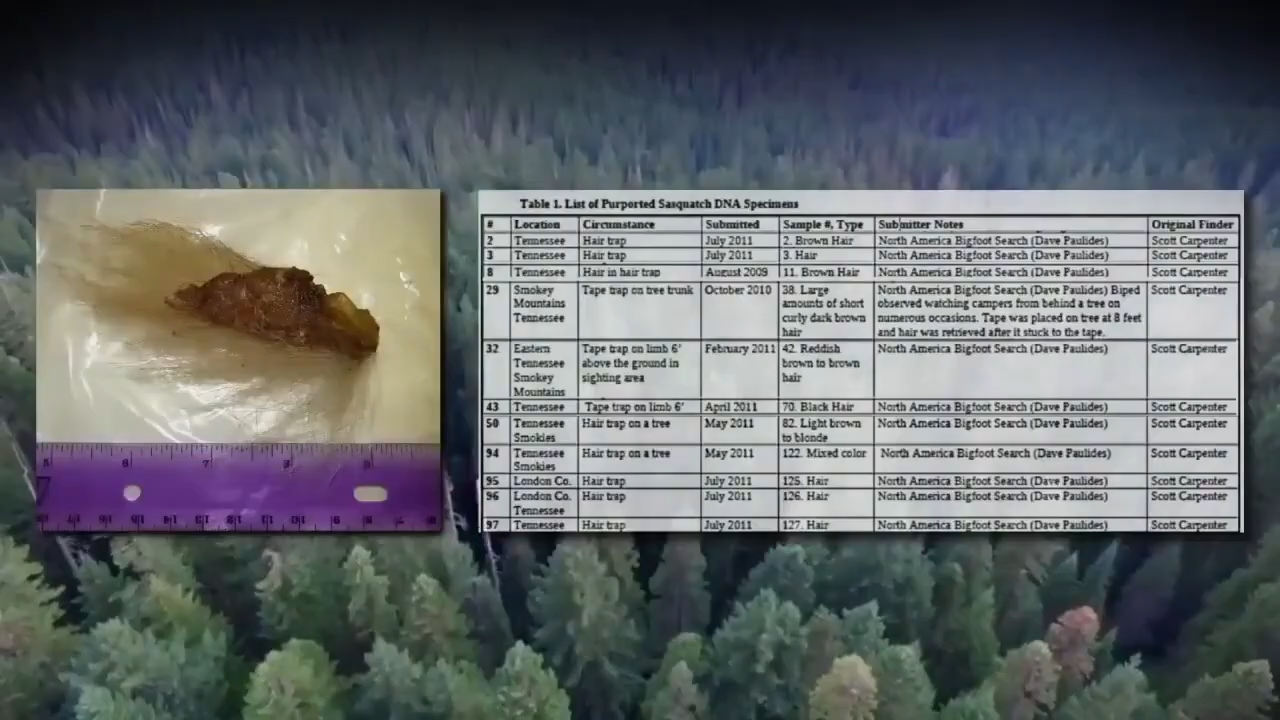 Table 1. List of Purported Sasquatch DNA Specimens
# Location Circumstance Submitted Sample #, Type Submitter Notes Original Finder
2 Tennessee Hair trap July 2011 2. Brown Hair North America Bigfoot Search (Dave Paulides) Scott Carpenter
3 Tennessee Hair trap July 2011 3. Hair North America Bigfoot Search (Dave Paulides) Scott Carpenter
8 Tennessee Hair in hair trap August 2009 11. Brown Hair North America Bigfoot Search (Dave Paulides) Scott Carpenter
29 Smokey Tape trap on tree trunk October 2010 38. Large North America Bigfoot Search (Dave Paulides) Biped Scott Carpenter
Mountains amounts of short observed watching campers from behind a tree on
Tennessee curly dark brown numerous occasions. Tape was placed on tree at 8 feet
hair and hair was retrieved after it stuck to the tape.
32 Eastern Tape trap on limb 6' February 2011 42. Reddish North America Bigfoot Search (Dave Paulides) Scott Carpenter
Tennessee above the ground in brown to brown
Smokey sighting area hair
Mountains
43 Tennessee Tape trap on limb 6' April 2011 70. Black Hair North America Bigfoot Search (Dave Paulides) Scott Carpenter
50 Tennessee Hair trap on a tree May 2011 82. Light brown North America Bigfoot Search (Dave Paulides) Scott Carpenter
Smokies to blonde
94 Tennessee Hair trap on a tree May 2011 122. Mixed color North America Bigfoot Search (Dave Paulides) Scott Carpenter
Smokies
95 London Co. Hair trap July 2011 125. Hair North America Bigfoot Search (Dave Paulides) Scott Carpenter
96 London Co. Hair trap July 2011 126. Hair North America Bigfoot Search (Dave Paulides) Scott Carpenter
Tennessee
97 Tennessee Hair trap July 2011 127. Hair North America Bigfoot Search (Dave Paulides) Scott Carpenter